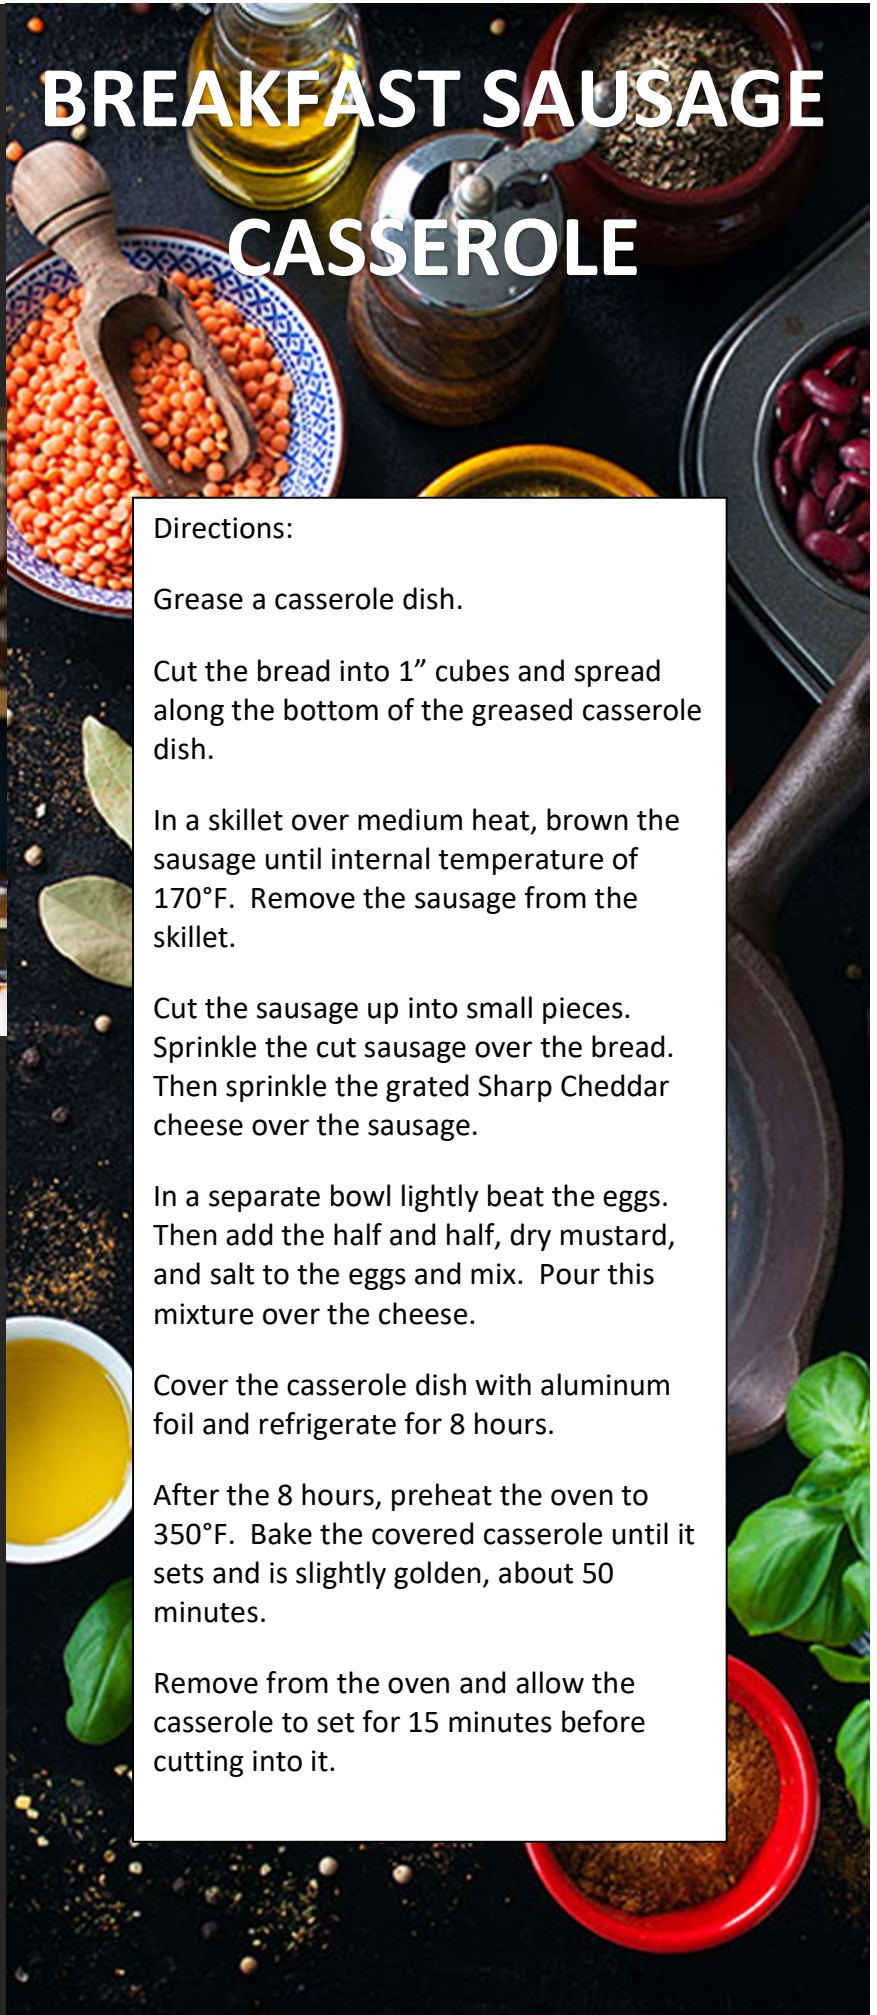 BREAKFAST SAUSAGE
CASSEROLE
Directions:
Grease a casserole dish.
Cut the bread into 1” cubes and spread
along the bottom of the greased casserole
dish.
In a skillet over medium heat, brown the
sausage until internal temperature of
170°F.  Remove the sausage from the
skillet.
Cut the sausage up into small pieces.
Sprinkle the cut sausage over the bread.
Then sprinkle the grated Sharp Cheddar
cheese over the sausage.
In a separate bowl lightly beat the eggs.
Then add the half and half, dry mustard,
and salt to the eggs and mix.  Pour this
mixture over the cheese.
Cover the casserole dish with aluminum
foil and refrigerate for 8 hours.
After the 8 hours, preheat the oven to
350°F.  Bake the covered casserole until it
sets and is slightly golden, about 50
minutes.
Remove from the oven and allow the
casserole to set for 15 minutes before
cutting into it.